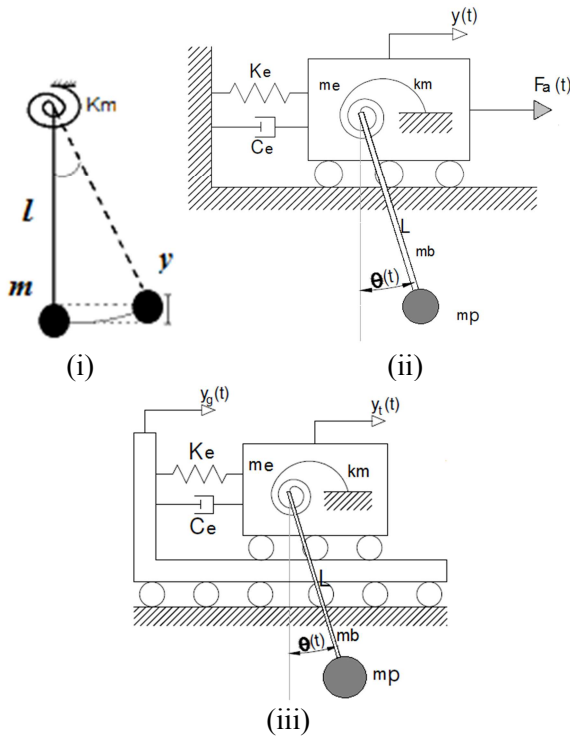 Km
l
y
m
(i)
y(t)
Ke
me
km
Fa (t)
Ce
L
mb
θ(t)
mp
(ii)
yg(t)
yt(t)
Ke
me
km
Ce
L
θ(t)
mb
mp
(iii)